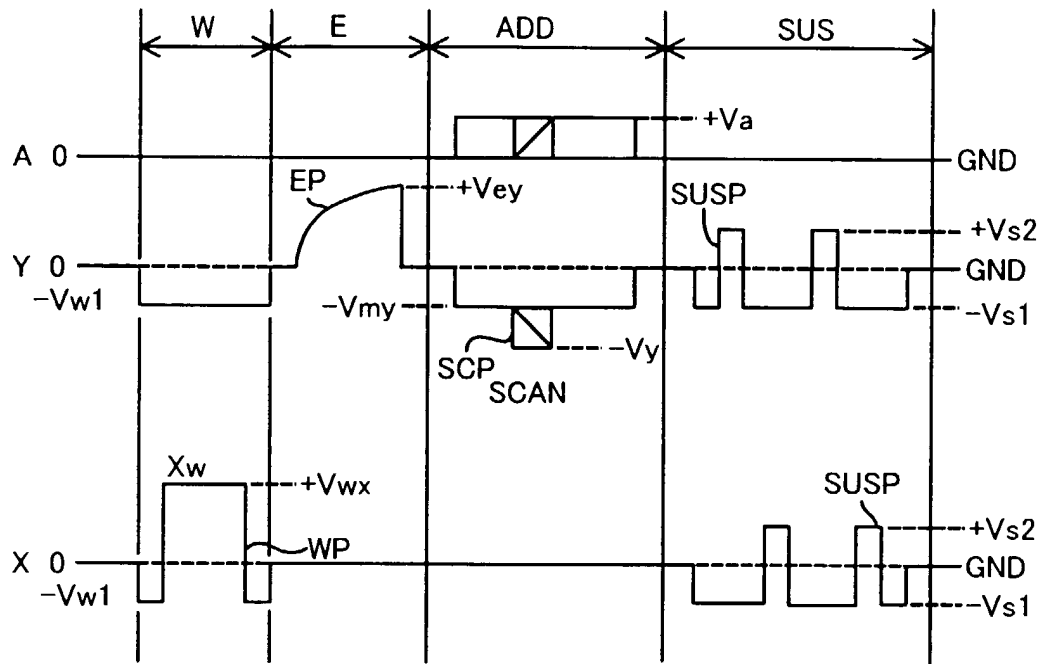 W E ADD SUS
+Va
A 0 GND
EP +Vey SUSP
+Vs2
Y 0 GND
-Vw1 -Vmy -Vs1
-Vy
SCP
SCAN
Xw +Vwx SUSP
+Vs2
WP
X 0 GND
-Vw1 -Vs1